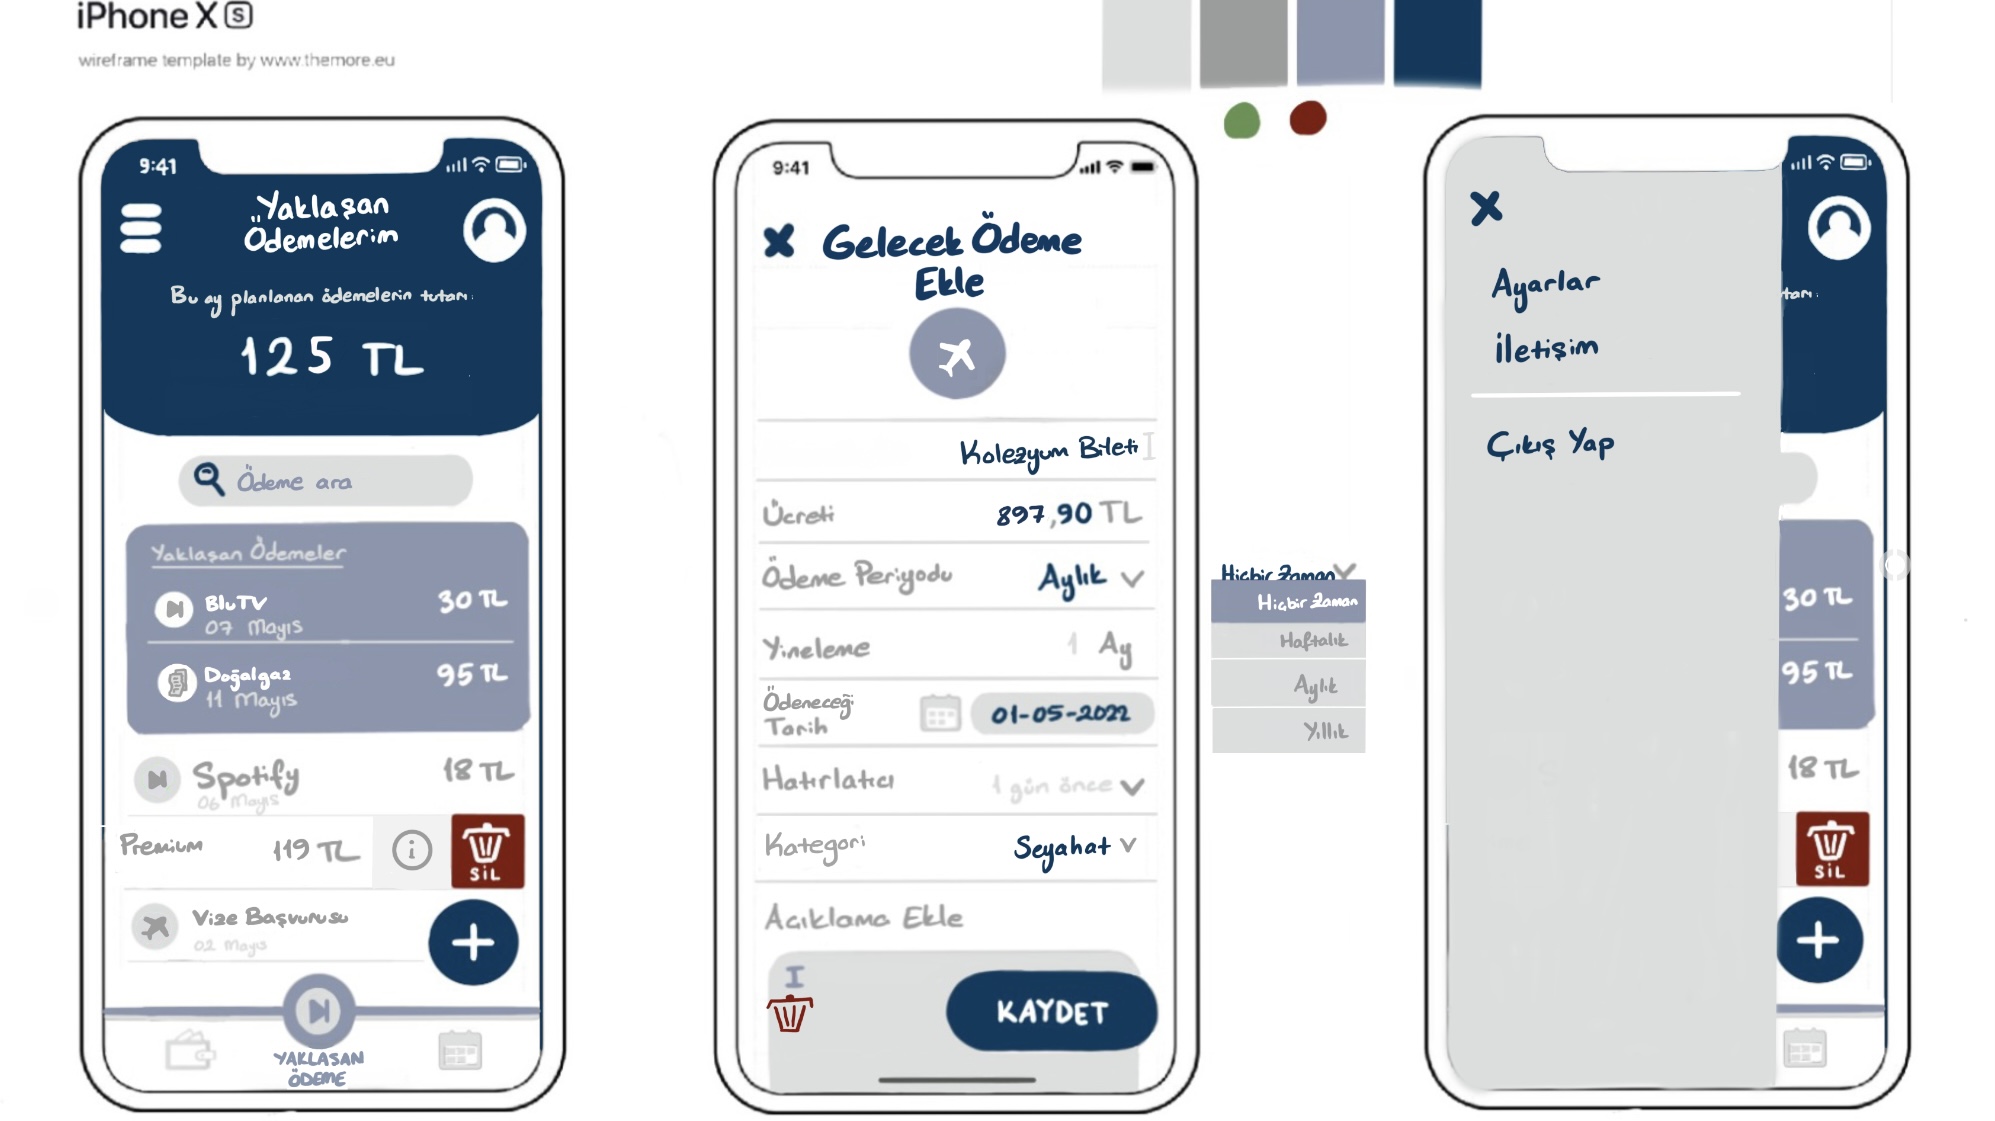 iPhone X S
wireframe template by www.themore.eu
9:41
Yaklaşan
Ödemelerim
Bu ay planlanan ödemelerin tutarı:
125 TL
Ödeme ara
Yaklaşan Ödemeler
BluTV
30 TL
07 Mayıs
Doğalgaz
95 TL
11 Mayıs
Spotify
18 TL
06 Mayıs
Premium
119 TL
i
SİL
Vize Başvurusu
02 Mayıs
+
YAKLAŞAN
ÖDEME
9:41
X Gelecek Ödeme
Ekle
Kolezyum Bileti
Ücreti
897,90 TL
Ödeme Periyodu
Aylık
Yineleme
1 Ay
Ödeneceği
Tarih
01-05-2022
Hatırlatıcı
1 gün önce
Kategori
Seyahat
Açıklama Ekle
I
KAYDET
Hiçbir Zaman
Hiçbir Zaman
Haftalık
Aylık
Yıllık
X
Ayarlar
İletişim
Çıkış Yap
tarı:
30 TL
95 TL
18 TL
SİL
+